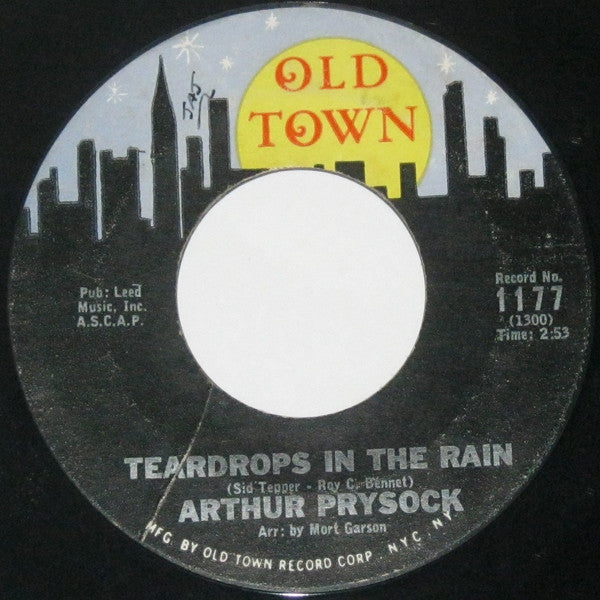 OLD
TOWN
Pub: Leed
Music, Inc.
A.S.C.A.P.
Record No.
1177
(1300)
Time: 2:53
TEARDROPS IN THE RAIN
(Sid Tepper - Roy C. Bennet)
ARTHUR PRYSOCK
Arr: by Mort Garson
MFG. BY OLD TOWN RECORD CORP. N.Y.C. N.Y.